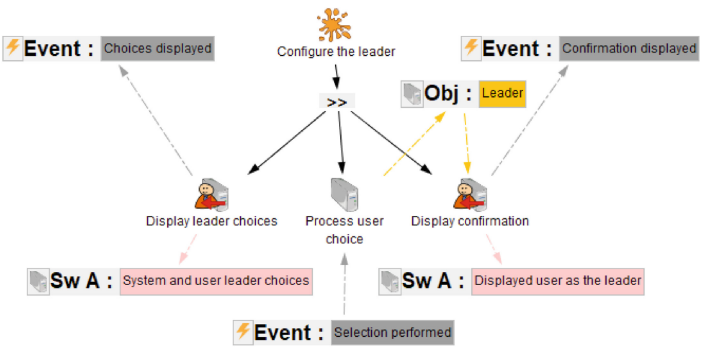 Event : Choices displayed
Configure the leader
Event : Confirmation displayed
>>
Obj : Leader
Display leader choices
Process user
choice
Display confirmation
Sw A : System and user leader choices
Sw A : Displayed user as the leader
Event : Selection performed